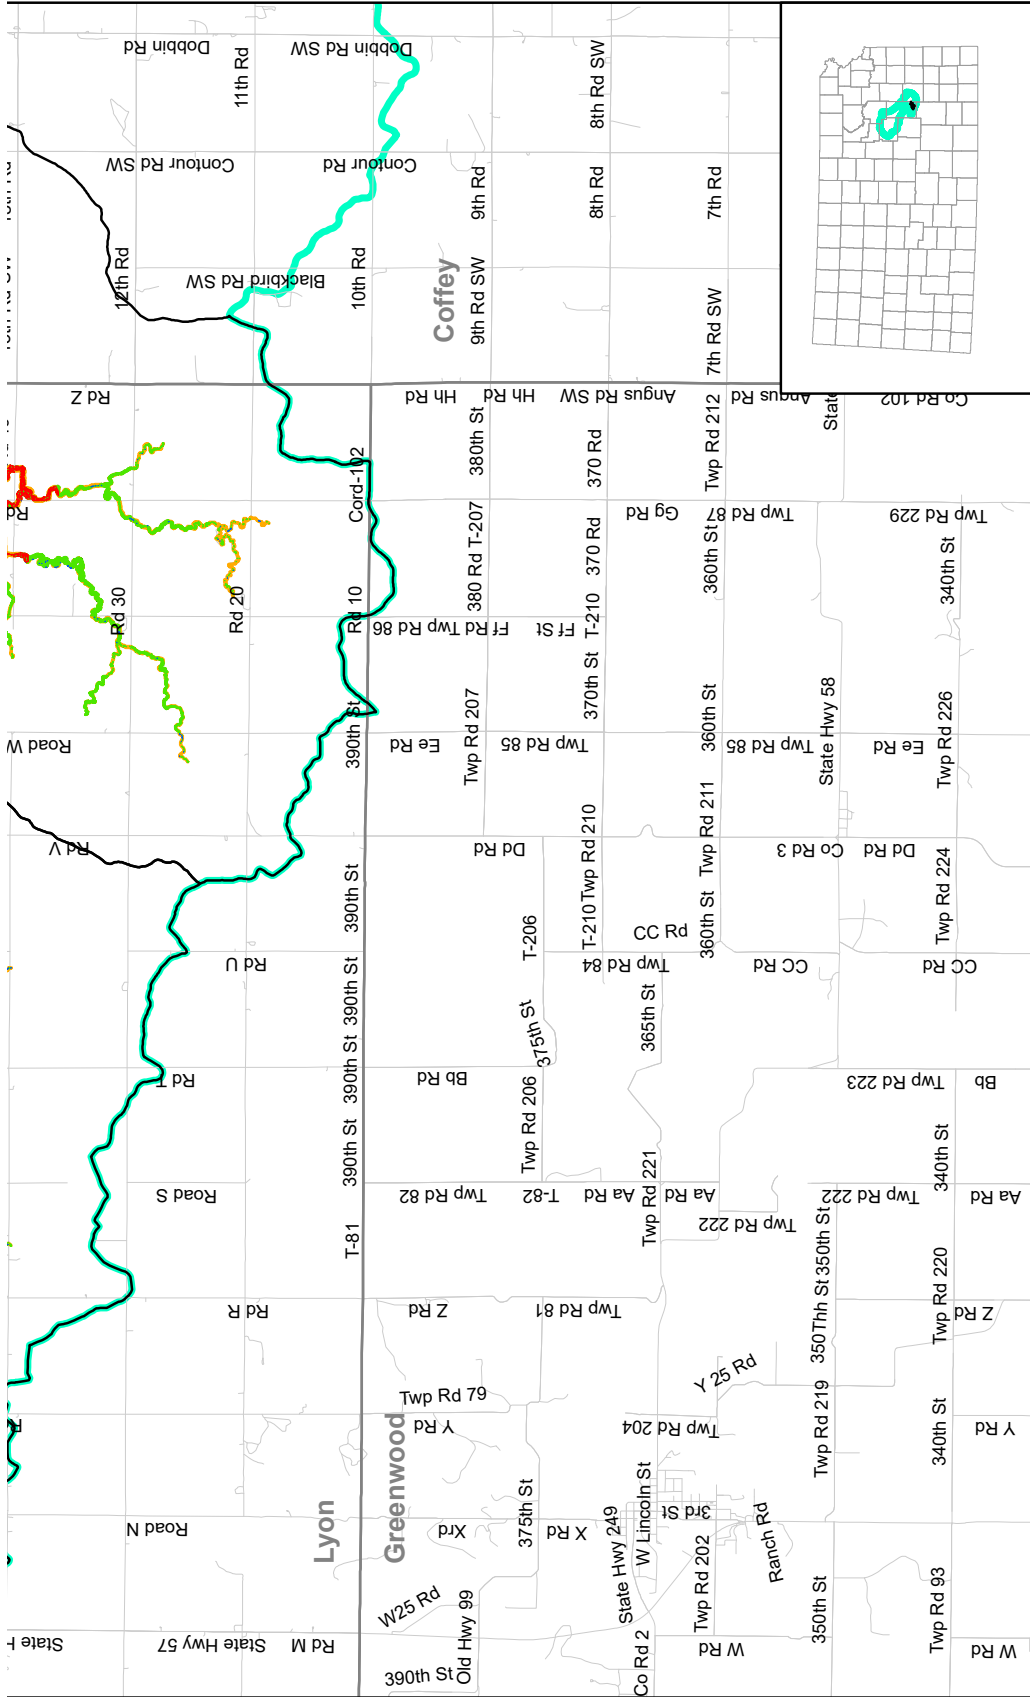 Dobbin Rd
11th Rd
Dobbin Rd SW
8th Rd SW
Contour Rd SW
Contour Rd
9th Rd
8th Rd
7th Rd
12th Rd
Blackbird Rd SW
10th Rd
Coffey
9th Rd SW
7th Rd SW
Rd Z
Hh Rd
Hh Rd
Angus Rd SW
Angus Rd
Co Rd 102
State
380th St
370 Rd
Twp Rd 212
Cord-102
Rd
380 Rd T-207
370 Rd
Gg Rd
Twp Rd 87
Twp Rd 229
360th St
340th St
Rd 30
Rd 20
Rd 10
Twp Rd 86
Ff Rd
Ff St
T-210
370th St
Road W
390th St
Ee Rd
Twp Rd 207
Twp Rd 85
360th St
Twp Rd 85
State Hwy 58
Ee Rd
Twp Rd 226
Rd V
390th St
Dd Rd
Twp Rd 210
Twp Rd 211
Co Rd 3
Dd Rd
Twp Rd 224
T-206
T-210
CC Rd
360th St
Rd U
390th St
Twp Rd 84
CC Rd
CC Rd
375th St
365th St
Rd T
390th St
Bb Rd
Twp Rd 206
Twp Rd 223
Bb
390th St
340th St
Road S
Twp Rd 82
T-82
Aa Rd
Twp Rd 221
Aa Rd
Twp Rd 222
Twp Rd 222
Aa Rd
T-81
350th St
Rd R
Z Rd
Twp Rd 81
350Thh St
Twp Rd 220
Z Rd
Twp Rd 79
Y 25 Rd
Y Rd
Twp Rd 204
Twp Rd 219
340th St
Y Rd
Lyon
Greenwood
Road N
Xrd
375th St
X Rd
State Hwy 249
W Lincoln St
3rd St
Twp Rd 202
Ranch Rd
W25 Rd
Old Hwy 99
350th St
Twp Rd 93
State H
State Hwy 57
Rd M
390th St
Co Rd 2
W Rd
W Rd